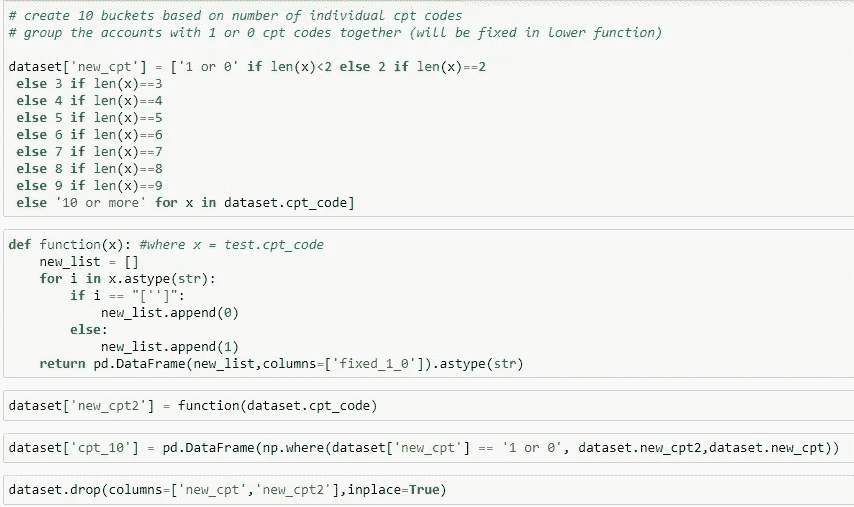 # create 10 buckets based on number of individual cpt codes
# group the accounts with 1 or 0 cpt codes together (will be fixed in lower function)
dataset['new_cpt'] = ['1 or 0' if len(x)<2 else 2 if len(x)==2
else 3 if len(x)==3
else 4 if len(x)==4
else 5 if len(x)==5
else 6 if len(x)==6
else 7 if len(x)==7
else 8 if len(x)==8
else 9 if len(x)==9
else '10 or more' for x in dataset.cpt_code]
def function(x): #where x = test.cpt_code
    new_list = []
    for i in x.astype(str):
        if i == "['']":
            new_list.append(0)
        else:
            new_list.append(1)
    return pd.DataFrame(new_list,columns=['fixed_1_0']).astype(str)
dataset['new_cpt2'] = function(dataset.cpt_code)
dataset['cpt_10'] = pd.DataFrame(np.where(dataset['new_cpt'] == '1 or 0', dataset.new_cpt2,dataset.new_cpt))
dataset.drop(columns=['new_cpt','new_cpt2'],inplace=True)